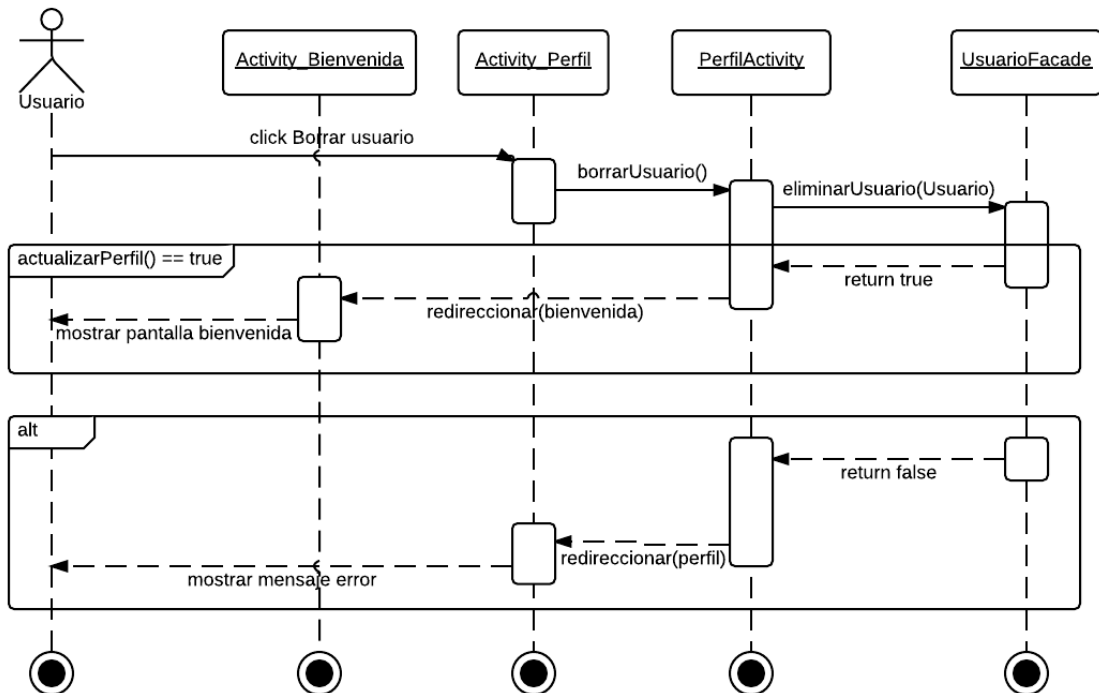 Activity_Bienvenida
Activity_Perfil
PerfilActivity
UsuarioFacade
Usuario
click Borrar usuario
borrarUsuario()
eliminarUsuario(Usuario)
actualizarPerfil() == true
return true
redireccionar(bienvenida)
mostrar pantalla bienvenida
alt
return false
redireccionar(perfil)
mostrar mensaje error